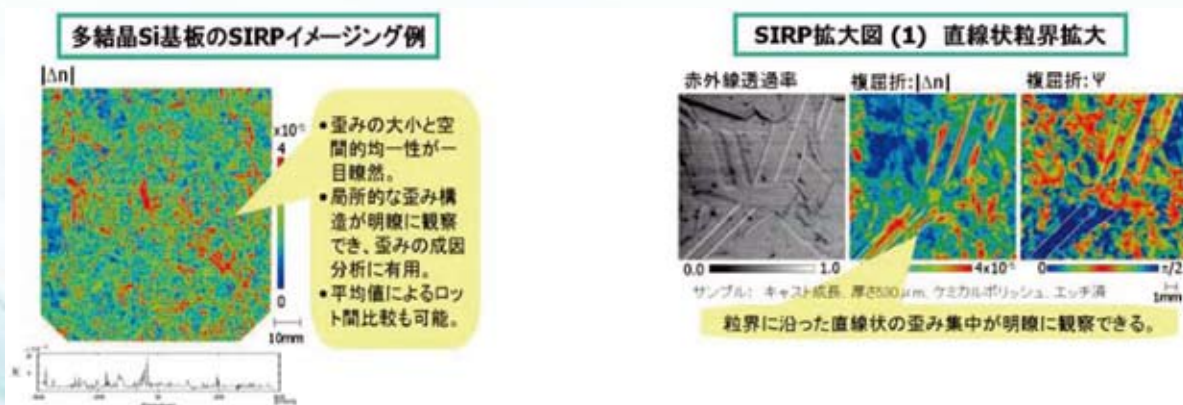 多結晶Si基板のSIRPイメージング例
|Δn|
4
0
10mm
●歪みの大小と空
間的均一性が一
目瞭然。
●局所的な歪み構
造が明瞭に観察
でき、歪みの成因
分析に有用。
●平均値によるロッ
ト間比較も可能。
SIRP拡大図 (1) 直線状粒界拡大
赤外線透過率
複屈折:|Δn|
複屈折:Ψ
0.0
1.0
0
π/2
1mm
サンプル: キャスト成長、厚さ530μm、ケミカルポリッシュ、エッチ済
粒界に沿った直線状の歪み集中が明瞭に観察できる。